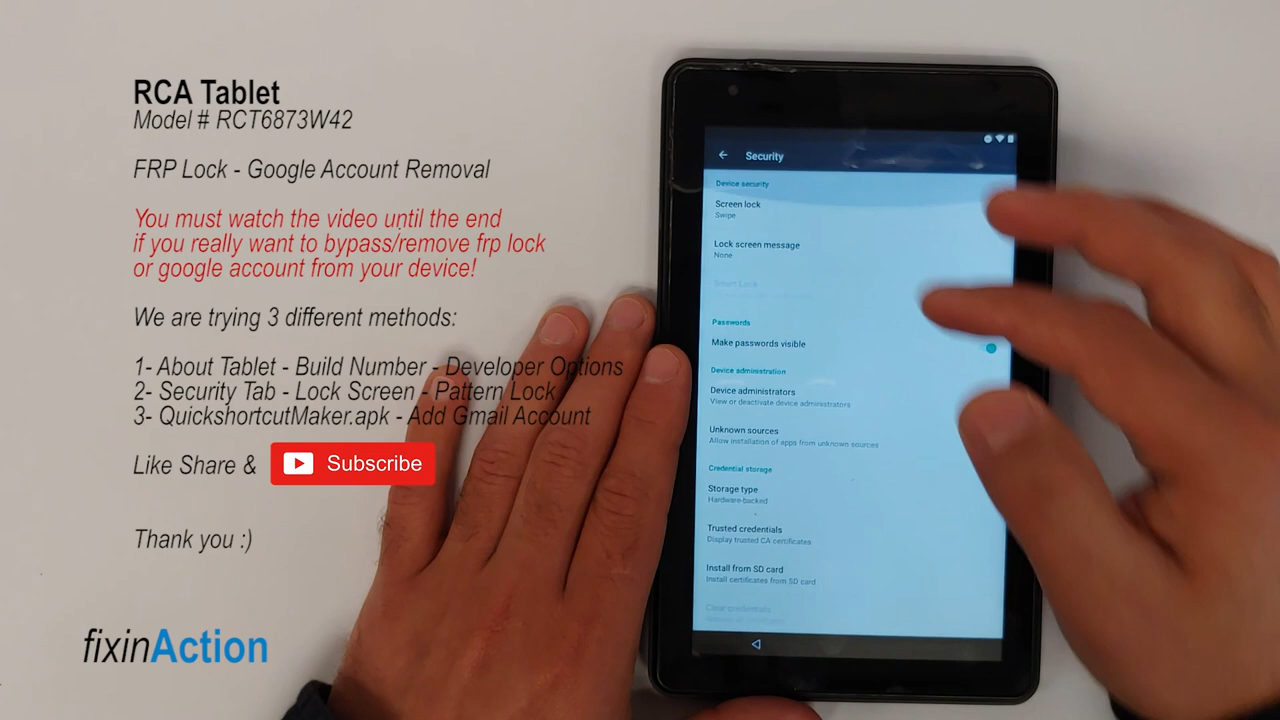 RCA Tablet
Model # RCT6873W42
FRP Lock - Google Account Removal
You must watch the video until the end
if you really want to bypass/remove frp lock
or google account from your device!
We are trying 3 different methods:
1- About Tablet - Build Number - Developer Options
2- Security Tab - Lock Screen - Pattern Lock
3- QuickshortcutMaker.apk - Add Gmail Account
Like Share &
Subscribe
Thank you :)
fixinAction
Security
Device security
Screen lock
Swipe
Lock screen message
None
Smart Lock
Passwords
Make passwords visible
Device administration
Device administrators
View or deactivate device administrators
Unknown sources
Allow installation of apps from unknown sources
Credential storage
Storage type
Hardware-backed
Trusted credentials
Display trusted CA certificates
Install from SD card
Install certificates from SD card
Clear credentials